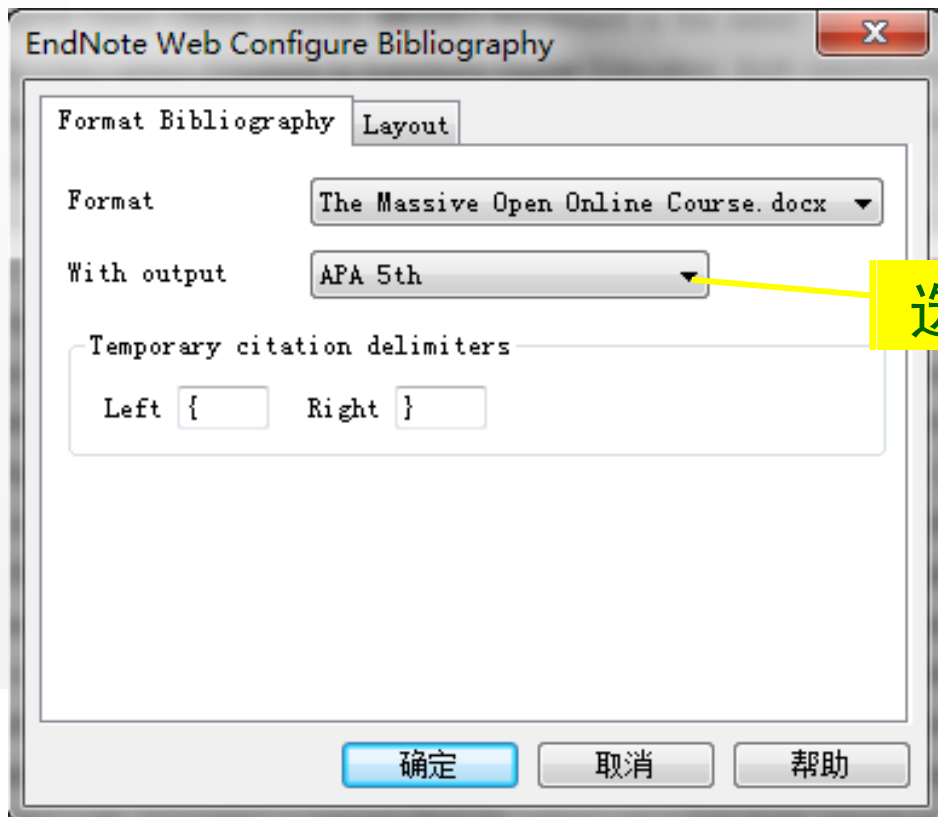 EndNote Web Configure Bibliography
Format Bibliography
Layout
Format
The Massive Open Online Course.docx
With output
APA 5th
Temporary citation delimiters
Left { Right }
确定 取消 帮助